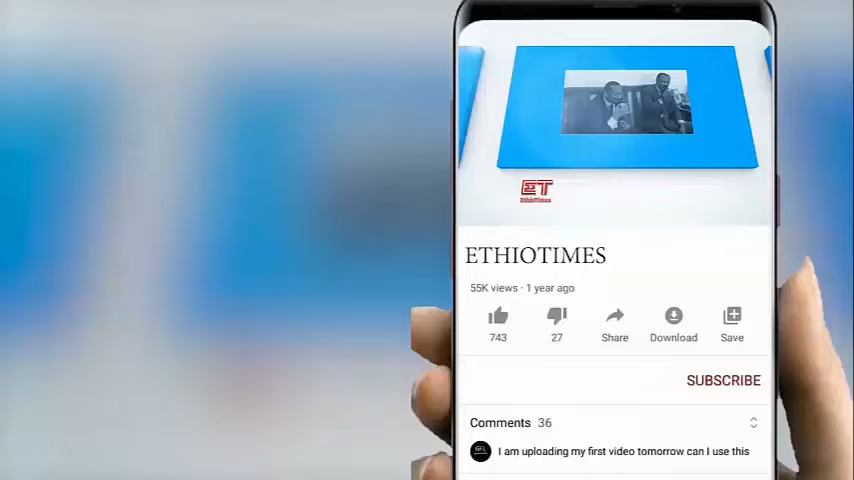 ET
EthioTimes
ETHIOTIMES
55K views · 1 year ago
743 27 Share Download Save
SUBSCRIBE
Comments 36
GFL
I am uploading my first video tomorrow can I use this